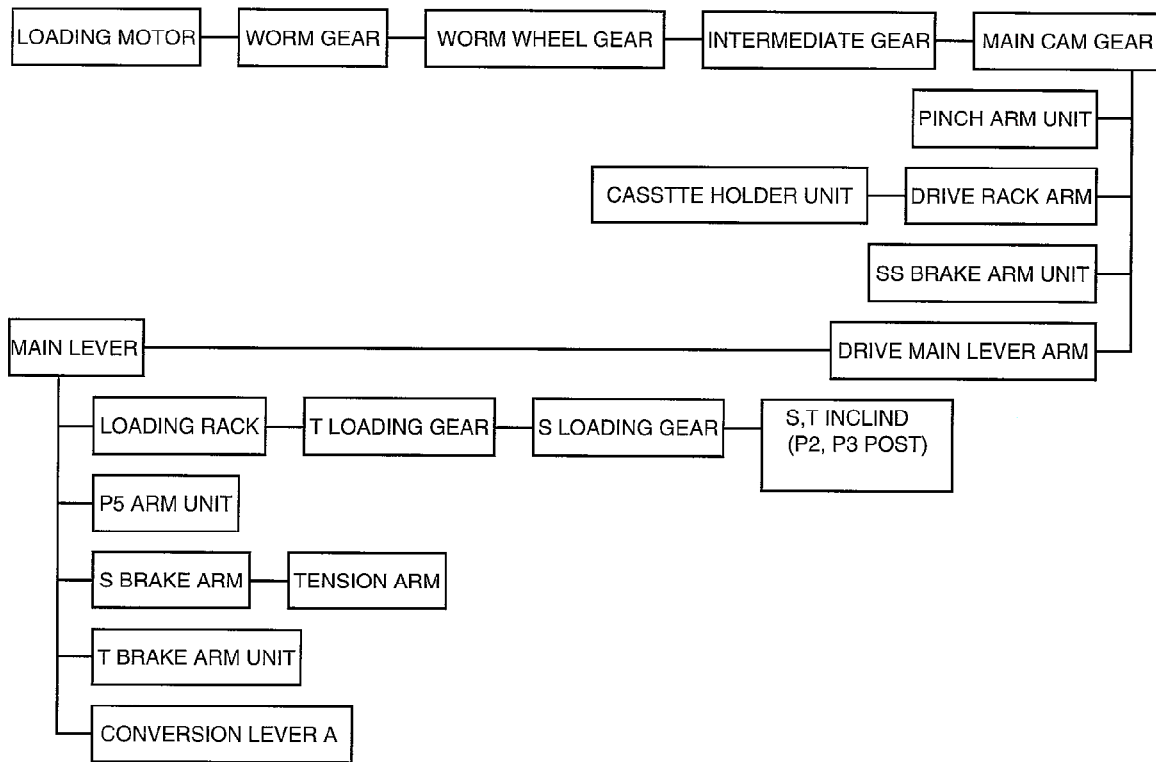 LOADING MOTOR
WORM GEAR
WORM WHEEL GEAR
INTERMEDIATE GEAR
MAIN CAM GEAR
PINCH ARM UNIT
CASSTTE HOLDER UNIT
DRIVE RACK ARM
SS BRAKE ARM UNIT
MAIN LEVER
DRIVE MAIN LEVER ARM
LOADING RACK
T LOADING GEAR
S LOADING GEAR
S,T INCLIND
(P2, P3 POST)
P5 ARM UNIT
S BRAKE ARM
TENSION ARM
T BRAKE ARM UNIT
CONVERSION LEVER A